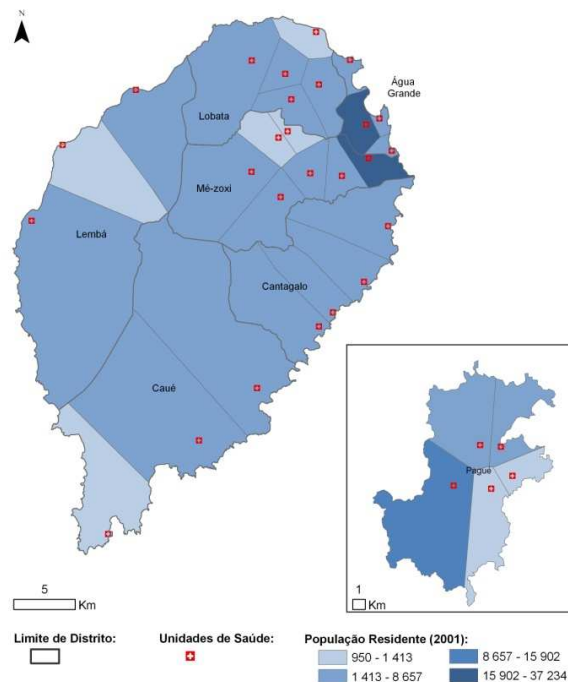 N
Água
Grande
Lobata
Mé-zoxi
Lembá
Cantagalo
Caué
Pagué
5
Km
1
Km
Limite de Distrito:
Unidades de Saúde:
População Residente (2001):
950 - 1 413
8 657 - 15 902
1 413 - 8 657
15 902 - 37 234